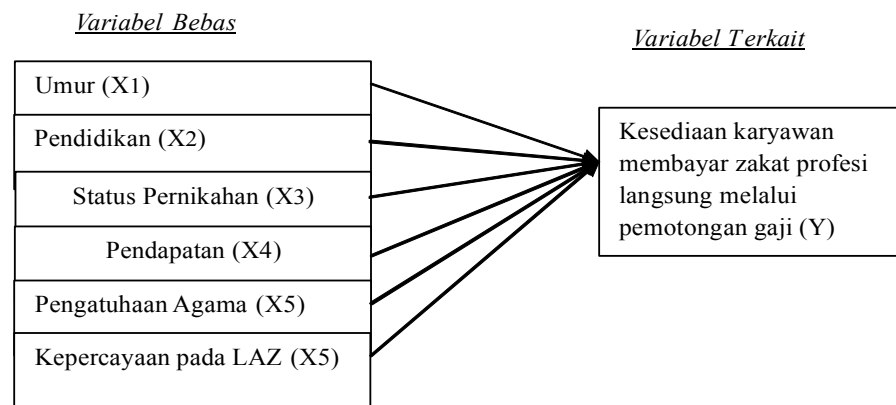 Variabel Bebas
Variabel Terkait
Umur (X1)
Pendidikan (X2)
Status Pernikahan (X3)
Pendapatan (X4)
Pengatuhaan Agama (X5)
Kepercayaan pada LAZ (X5)
Kesediaan karyawan
membayar zakat profesi
langsung melalui
pemotongan gaji (Y)